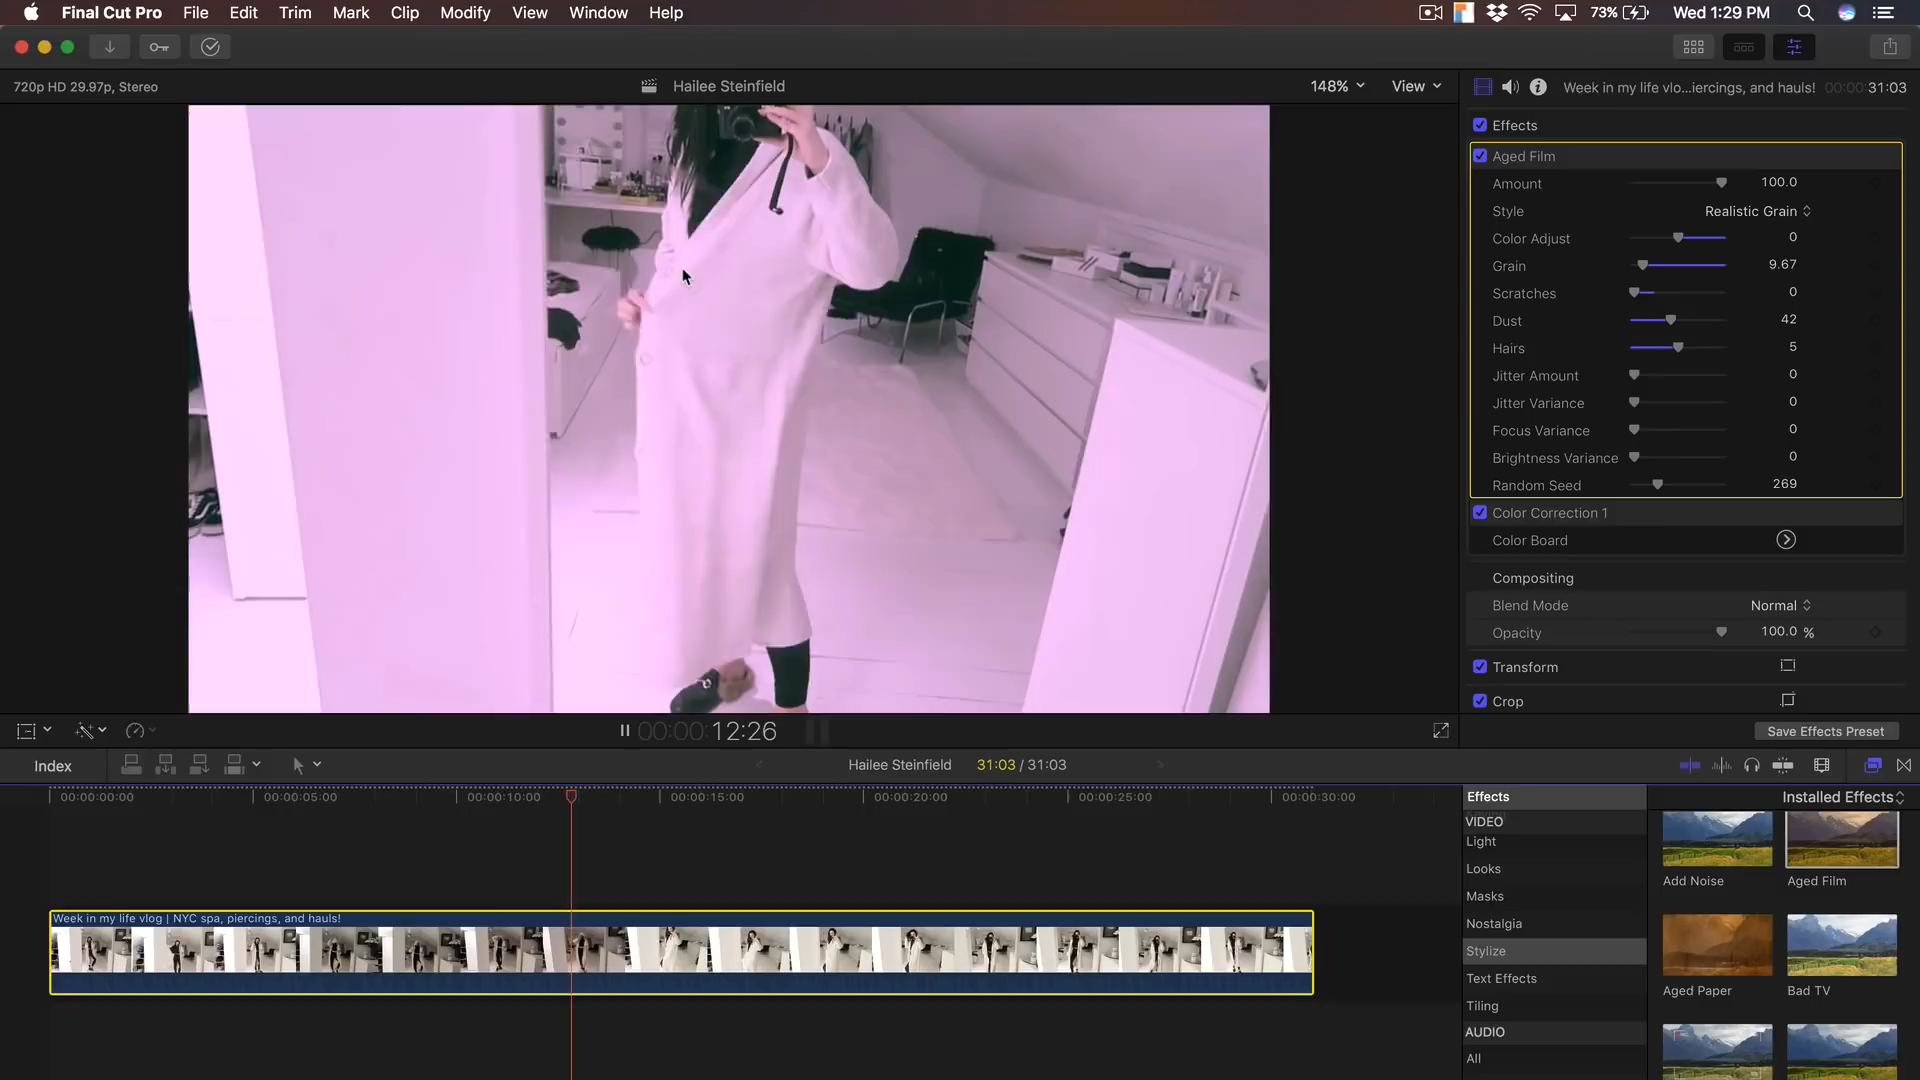 Final Cut Pro File Edit Trim Mark Clip Modify View Window Help 73% Wed 1:29 PM
720p HD 29.97p, Stereo Hailee Steinfield 148% View
Week in my life vlo...iercings, and hauls! 00:00:31:03
Effects
Aged Film
Amount 100.0
Style Realistic Grain
Color Adjust 0
Grain 9.67
Scratches 0
Dust 42
Hairs 5
Jitter Amount 0
Jitter Variance 0
Focus Variance 0
Brightness Variance 0
Random Seed 269
Color Correction 1
Color Board
Compositing
Blend Mode Normal
Opacity 100.0 %
Transform
Crop
00:00:12:26
Save Effects Preset
Index Hailee Steinfield 31:03 / 31:03
00:00:00:00 00:00:05:00 00:00:10:00 00:00:15:00 00:00:20:00 00:00:25:00 00:00:30:00
Week in my life vlog | NYC spa, piercings, and hauls!
Effects Installed Effects
VIDEO
Light
Looks
Masks
Nostalgia
Stylize
Text Effects
Tiling
AUDIO
All
Add Noise Aged Film
Aged Paper Bad TV